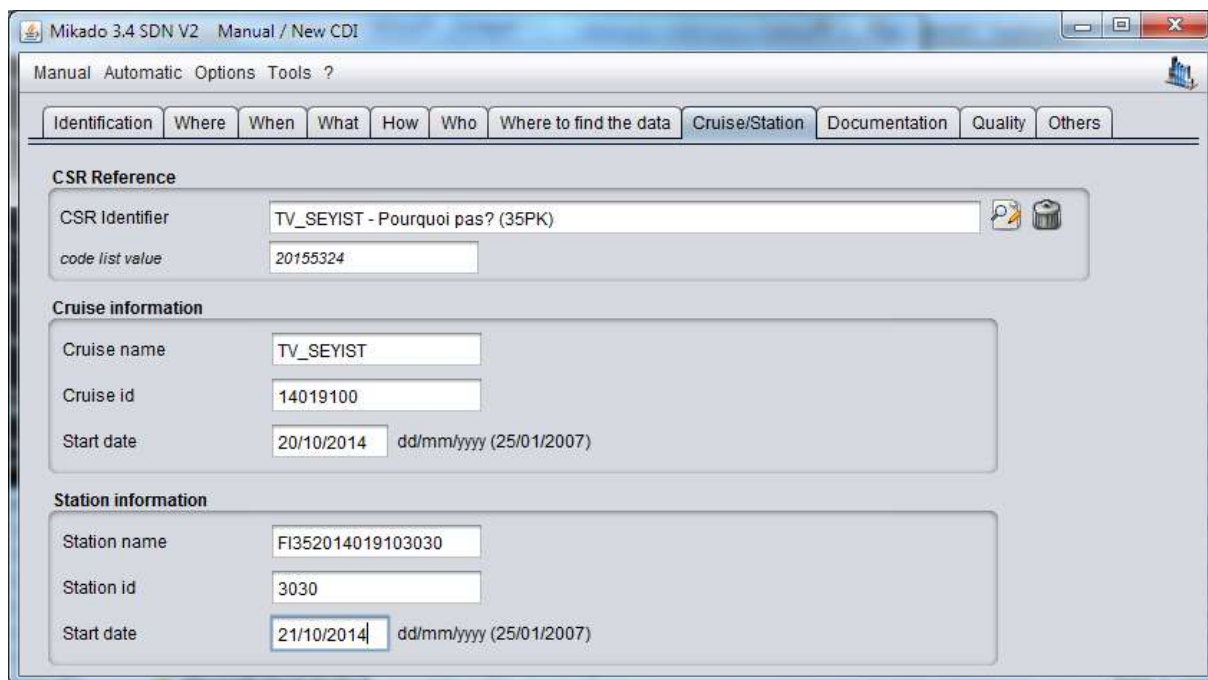 Mikado 3.4 SDN V2 Manual / New CDI
Manual Automatic Options Tools ?
Identification Where When What How Who Where to find the data Cruise/Station Documentation Quality Others
CSR Reference
CSR Identifier TV_SEYIST - Pourquoi pas? (35PK)
code list value 20155324
Cruise information
Cruise name TV_SEYIST
Cruise id 14019100
Start date 20/10/2014 dd/mm/yyyy (25/01/2007)
Station information
Station name FI352014019103030
Station id 3030
Start date 21/10/2014 dd/mm/yyyy (25/01/2007)